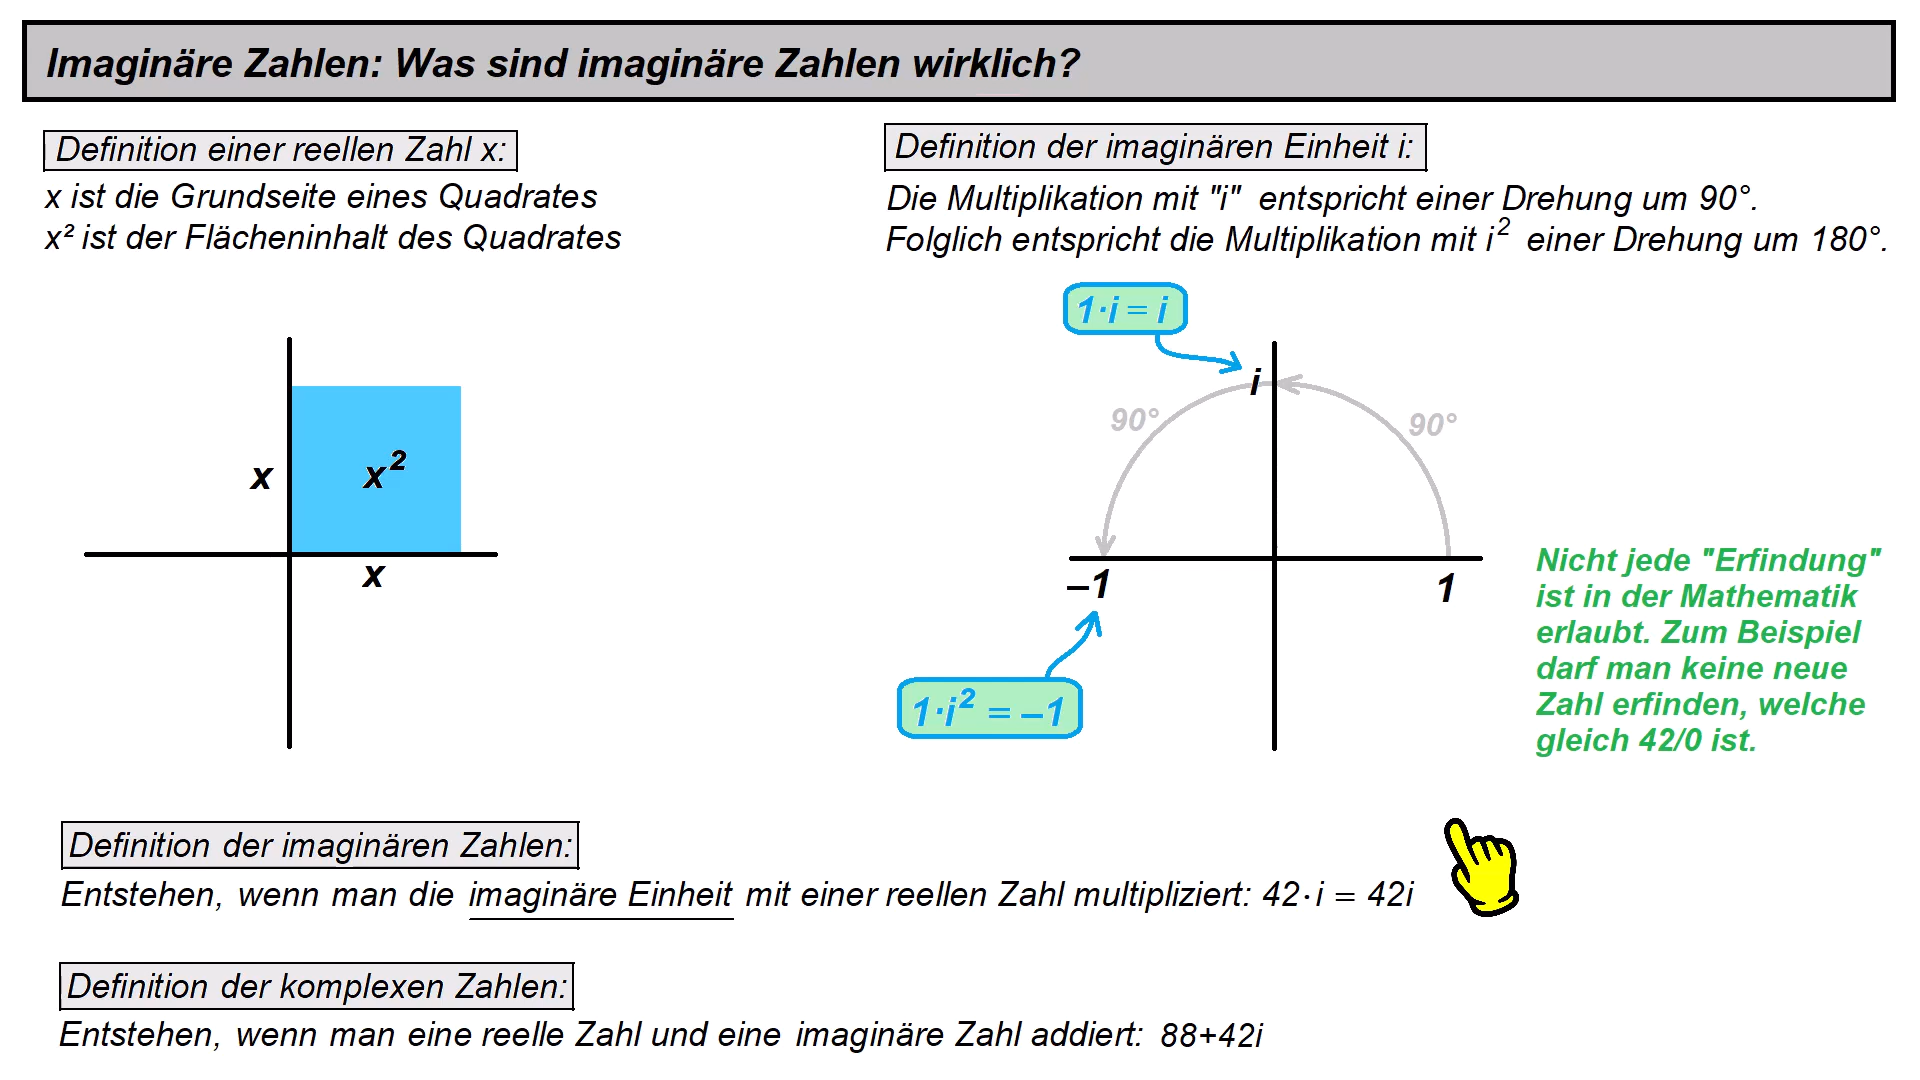 Imaginäre Zahlen: Was sind imaginäre Zahlen wirklich?
Definition einer reellen Zahl x:
x ist die Grundseite eines Quadrates
x² ist der Flächeninhalt des Quadrates
x
x²
x
Definition der imaginären Einheit i:
Die Multiplikation mit "i" entspricht einer Drehung um 90°.
Folglich entspricht die Multiplikation mit i² einer Drehung um 180°.
1·i = i
i
90°
90°
–1
1
1·i² = –1
Nicht jede "Erfindung"
ist in der Mathematik
erlaubt. Zum Beispiel
darf man keine neue
Zahl erfinden, welche
gleich 42/0 ist.
Definition der imaginären Zahlen:
Entstehen, wenn man die imaginäre Einheit mit einer reellen Zahl multipliziert: 42·i = 42i
Definition der komplexen Zahlen:
Entstehen, wenn man eine reelle Zahl und eine imaginäre Zahl addiert: 88+42i